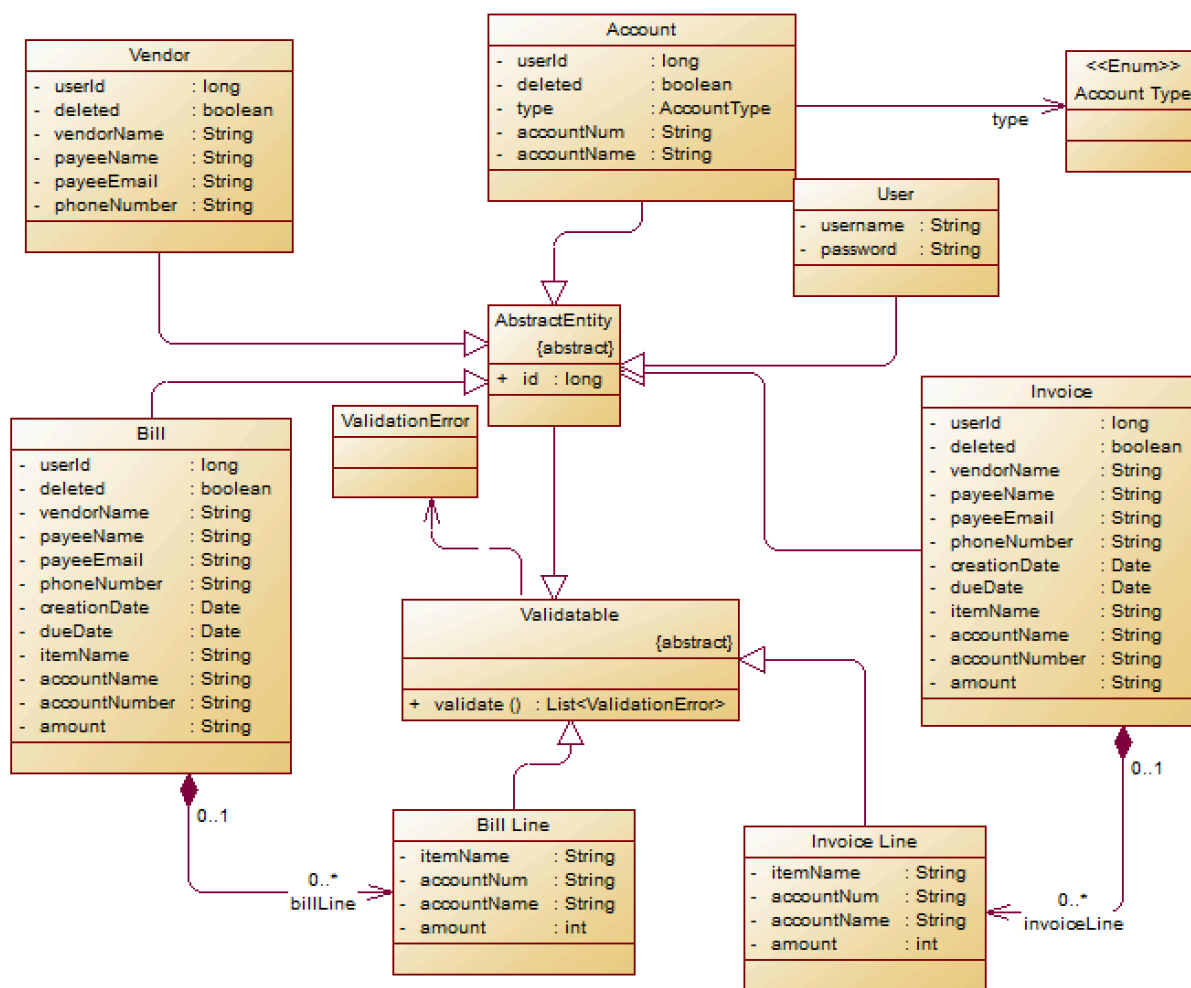 Vendor
- userId : long
- deleted : boolean
- vendorName : String
- payeeName : String
- payeeEmail : String
- phoneNumber : String
Account
- userId : long
- deleted : boolean
- type : AccountType
- accountNum : String
- accountName : String
type
<<Enum>>
Account Type
User
- username : String
- password : String
AbstractEntity
{abstract}
+ id : long
ValidationError
Bill
- userId : long
- deleted : boolean
- vendorName : String
- payeeName : String
- payeeEmail : String
- phoneNumber : String
- creationDate : Date
- dueDate : Date
- itemName : String
- accountName : String
- accountNumber : String
- amount : String
Invoice
- userId : long
- deleted : boolean
- vendorName : String
- payeeName : String
- payeeEmail : String
- phoneNumber : String
- creationDate : Date
- dueDate : Date
- itemName : String
- accountName : String
- accountNumber : String
- amount : String
Validatable
{abstract}
+ validate () : List<ValidationError>
0..1
0..*
billLine
Bill Line
- itemName : String
- accountNum : String
- accountName : String
- amount : int
Invoice Line
- itemName : String
- accountNum : String
- accountName : String
- amount : int
0..1
0..*
invoiceLine